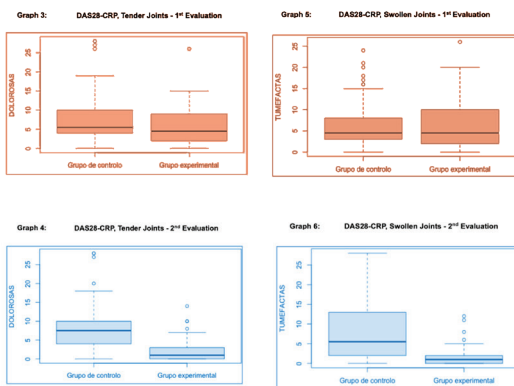 Graph 3: DAS28-CRP, Tender Joints - 1st Evaluation
DOLOROSAS
0 5 10 15 20 25
Grupo de controlo Grupo experimental
Graph 5: DAS28-CRP, Swollen Joints - 1st Evaluation
TUMEFACTAS
0 5 10 15 20 25
Grupo de controlo Grupo experimental
Graph 4: DAS28-CRP, Tender Joints - 2nd Evaluation
DOLOROSAS
0 5 10 15 20 25
Grupo de controlo Grupo experimental
Graph 6: DAS28-CRP, Swollen Joints - 2nd Evaluation
TUMEFACTAS
0 5 10 15 20 25
Grupo de controlo Grupo experimental